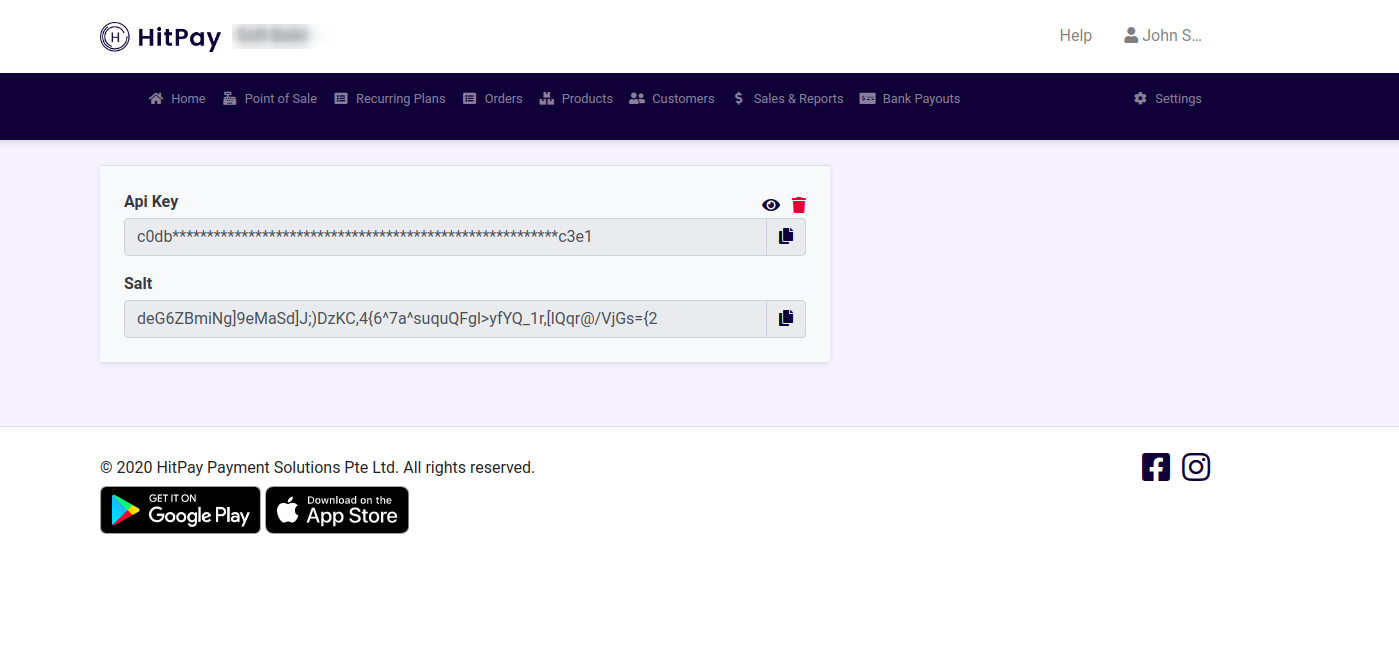 H HitPay
Help John S...
Home Point of Sale Recurring Plans Orders Products Customers $ Sales & Reports Bank Payouts Settings
Api Key
c0db********************************************************c3e1
Salt
deG6ZBmiNg]9eMaSd]J;)DzKC,4{6^7a^suquQFgl>yfYQ_1r,[lQqr@/VjGs={2
© 2020 HitPay Payment Solutions Pte Ltd. All rights reserved.
GET IT ON
Google Play
Download on the
App Store